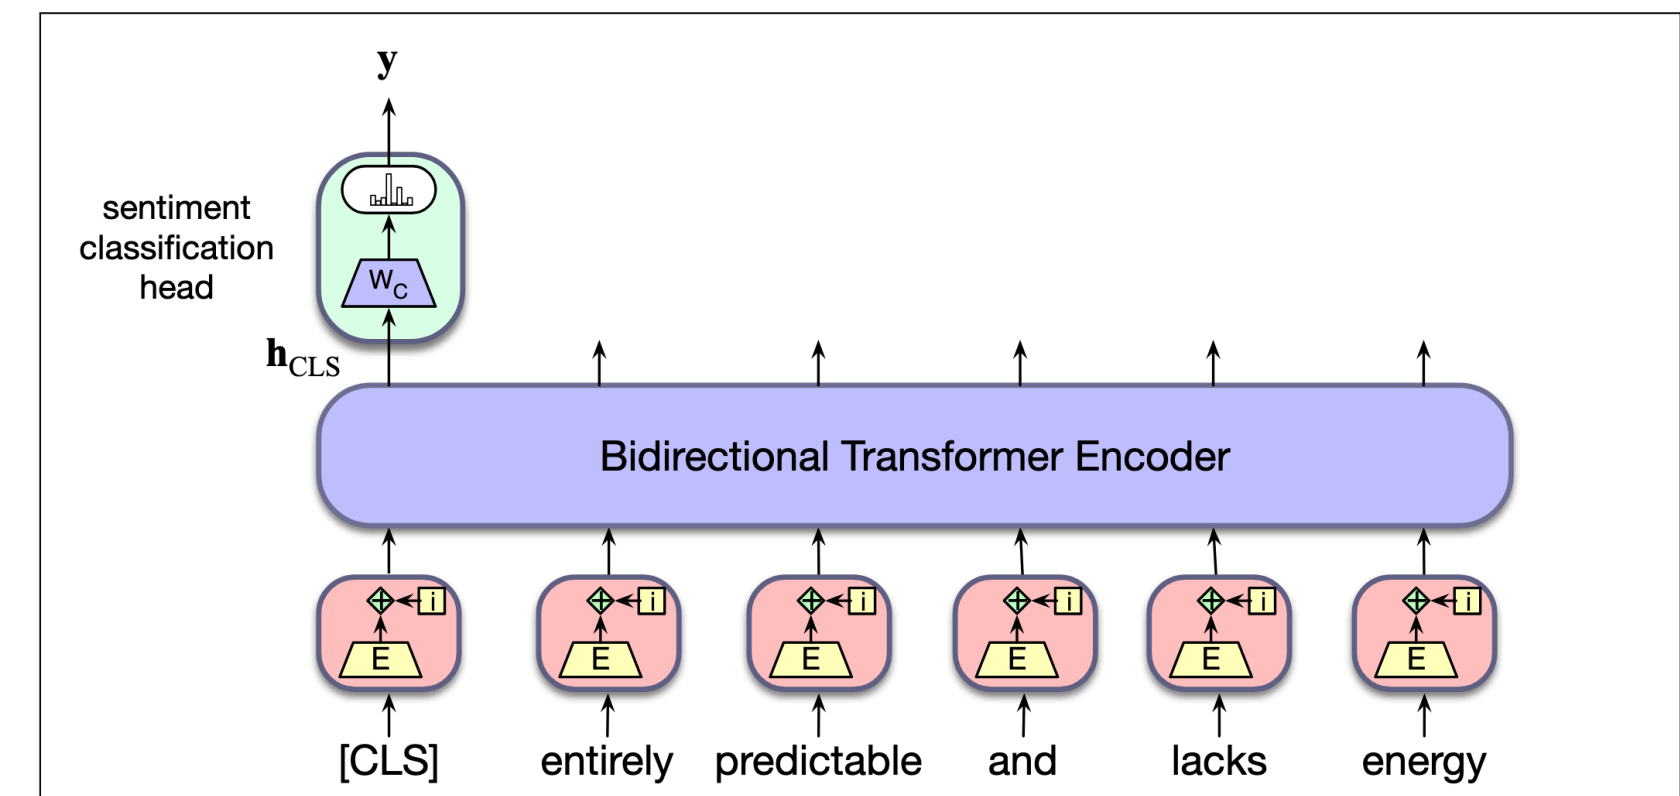 y
sentiment
classification
head
W_C
h_CLS
Bidirectional Transformer Encoder
+ i + i + i + i + i + i
E E E E E E
[CLS] entirely predictable and lacks energy